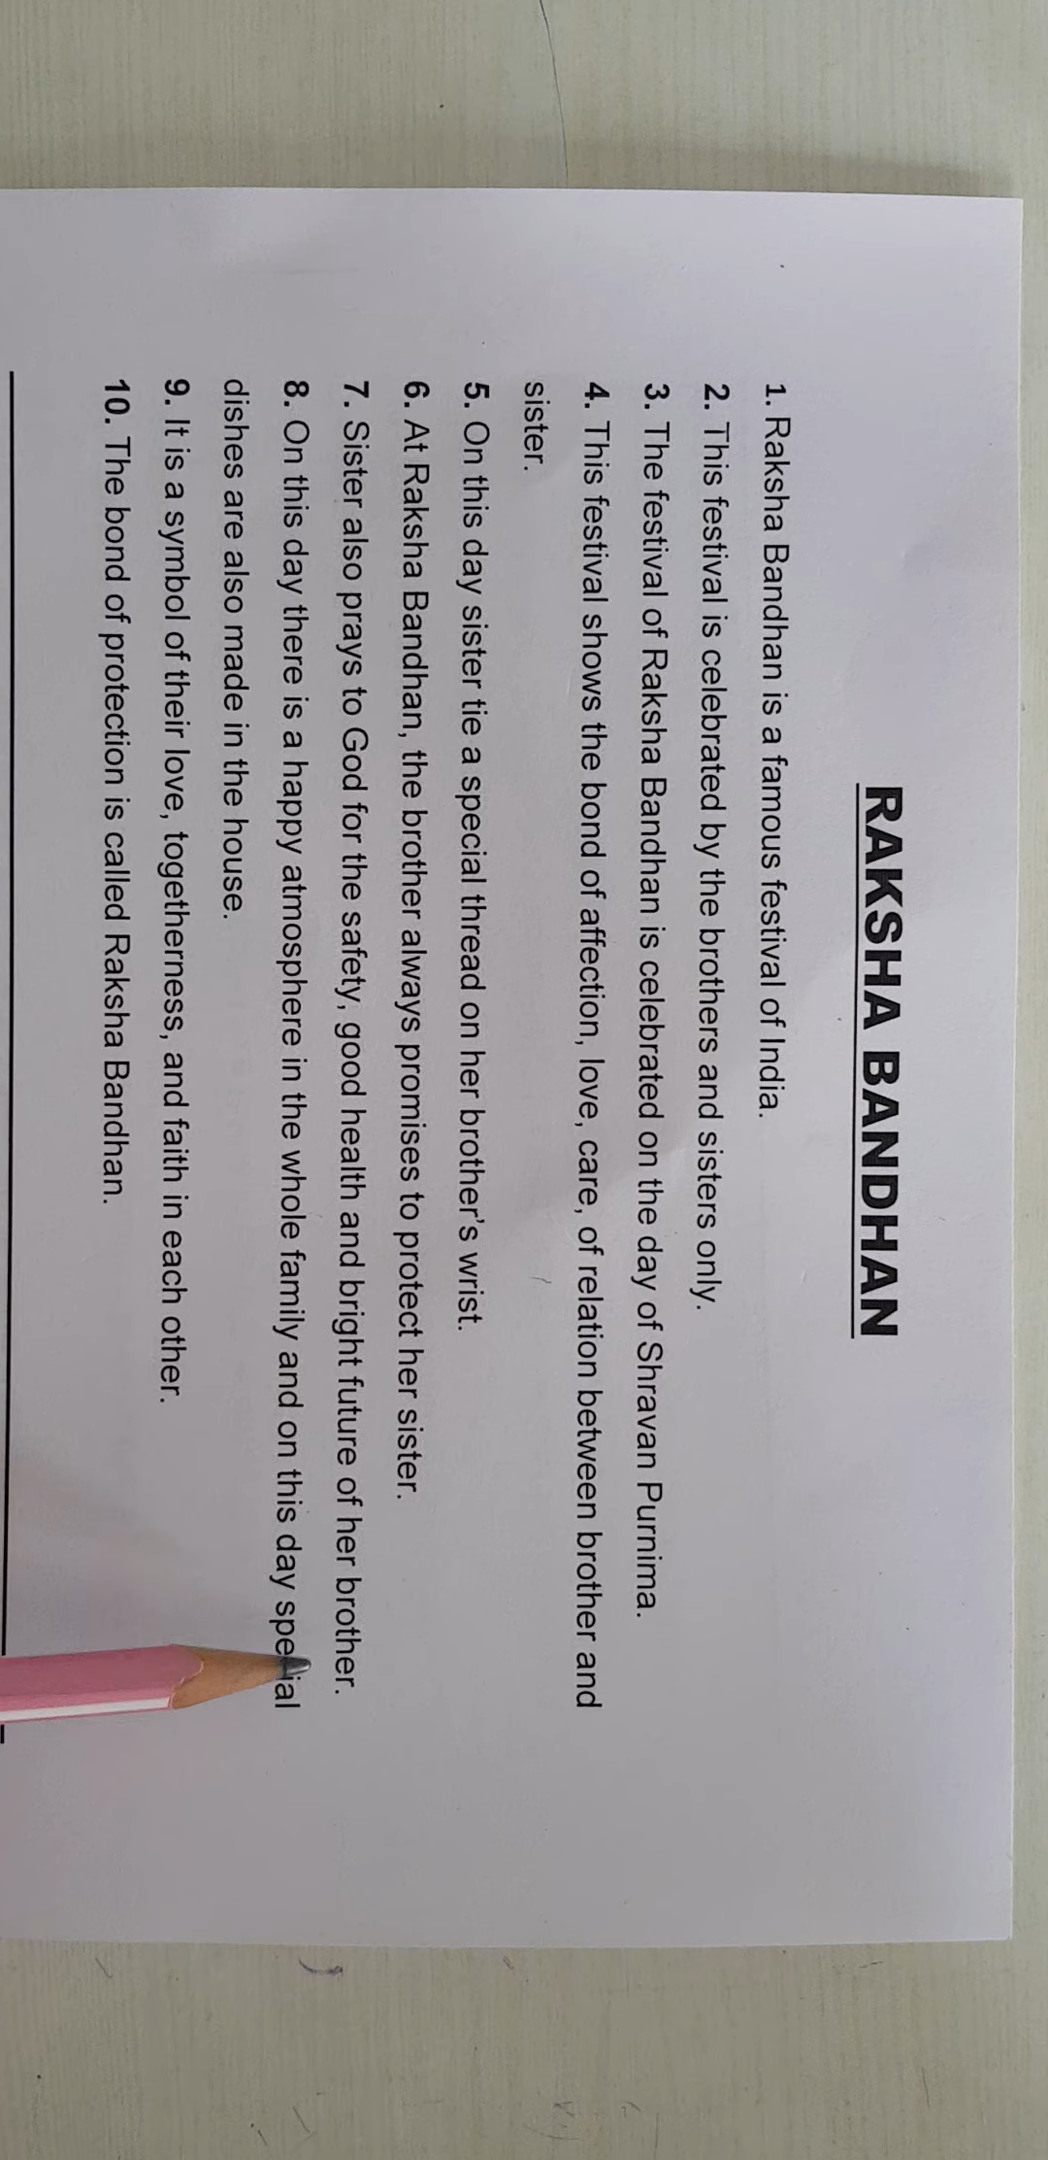 RAKSHA BANDHAN
1. Raksha Bandhan is a famous festival of India.
2. This festival is celebrated by the brothers and sisters only.
3. The festival of Raksha Bandhan is celebrated on the day of Shravan Purnima.
4. This festival shows the bond of affection, love, care, of relation between brother and
sister.
5. On this day sister tie a special thread on her brother's wrist.
6. At Raksha Bandhan, the brother always promises to protect her sister.
7. Sister also prays to God for the safety, good health and bright future of her brother.
8. On this day there is a happy atmosphere in the whole family and on this day special
dishes are also made in the house.
9. It is a symbol of their love, togetherness, and faith in each other.
10. The bond of protection is called Raksha Bandhan.